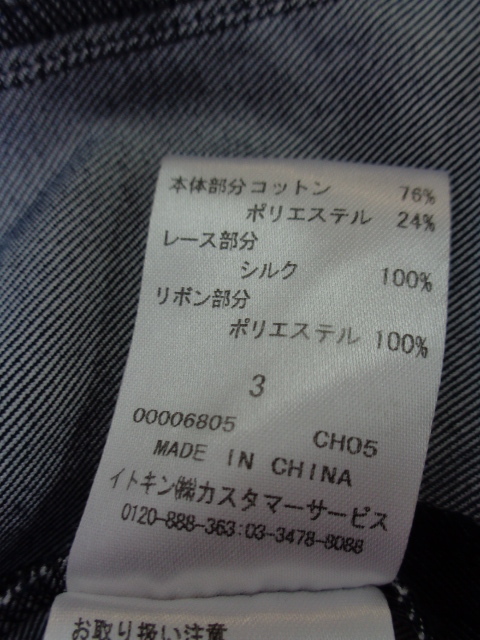 本体部分コットン 76%
ポリエステル 24%
レース部分
シルク 100%
リボン部分
ポリエステル 100%
3
00006805 CH05
MADE IN CHINA
イトキン㈱カスタマーサービス
0120-888-363:03-3478-8088
お取り扱い注意